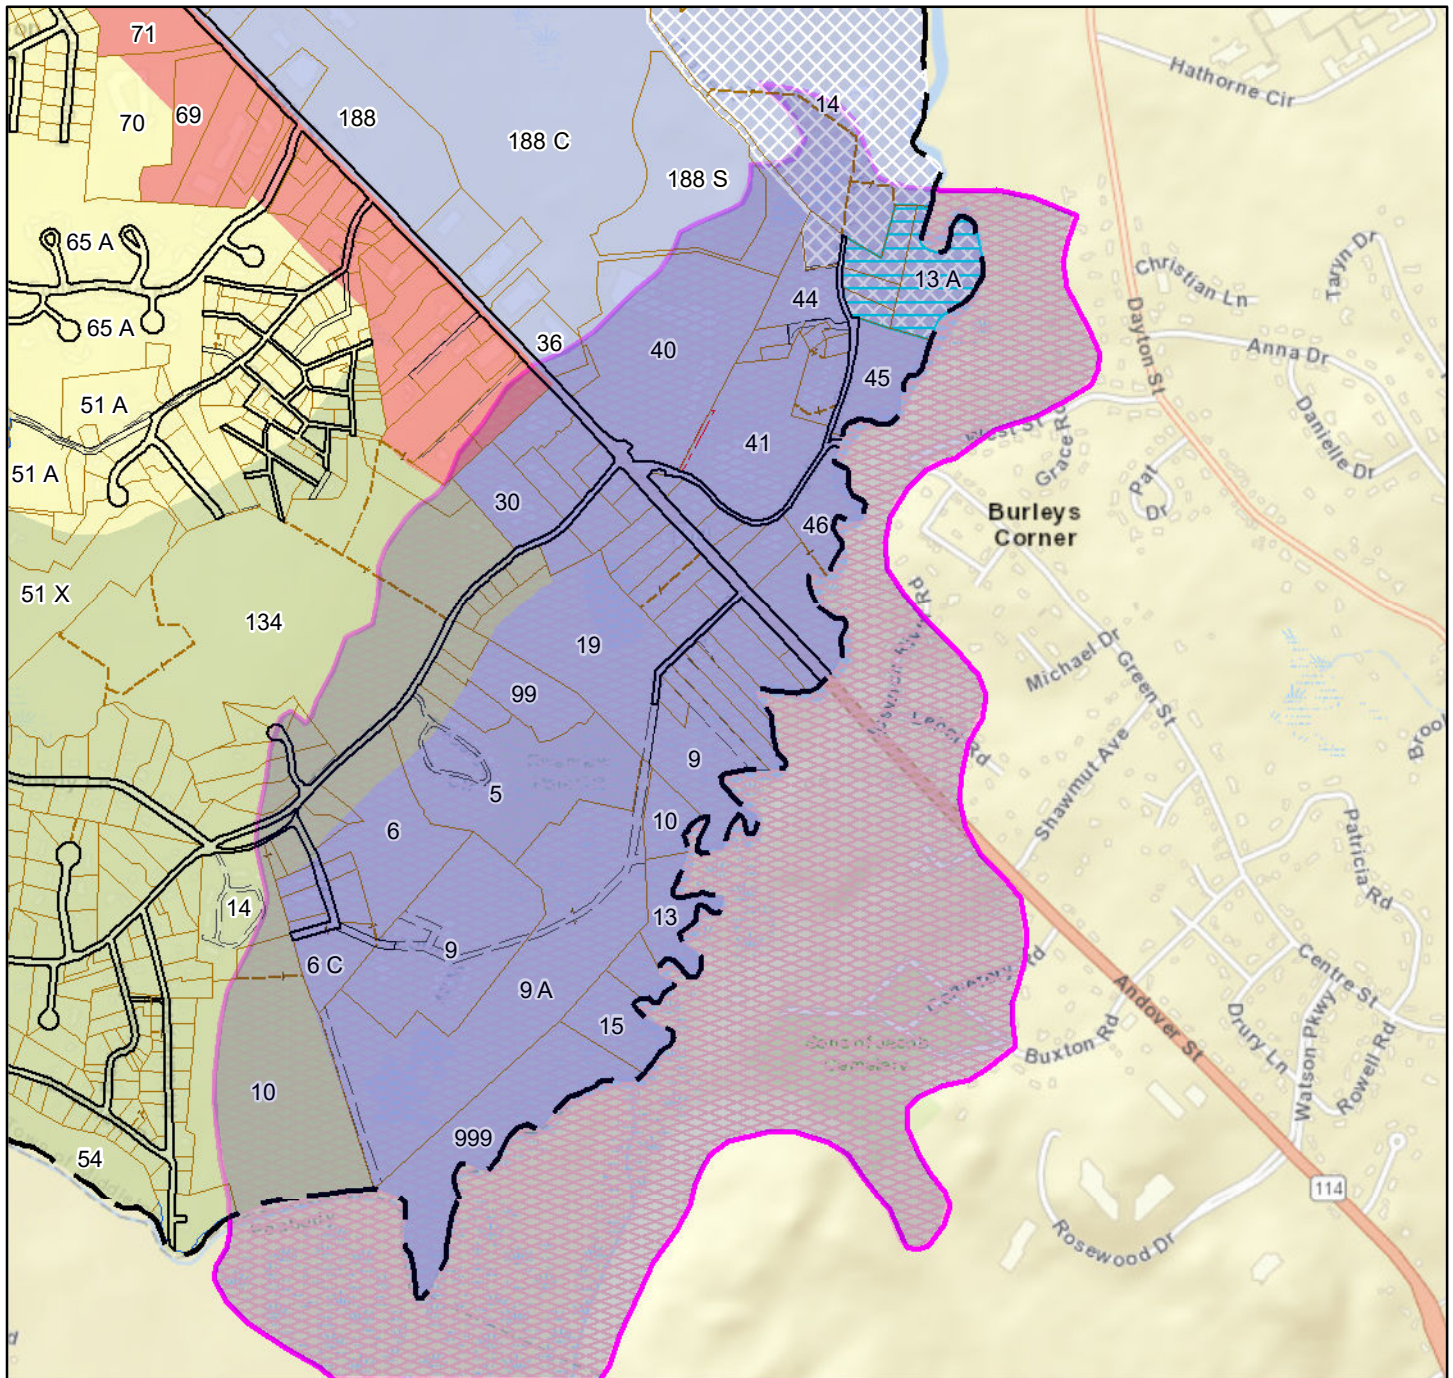 71
70
69
188
188 C
188 S
14
Hathorne Cir
65 A
65 A
51 A
51 A
36
40
44
13 A
45
41
30
46
Christian Ln
Taryn Dr
Dayton St
Anna Dr
Danielle Dr
West St
Grace Rd
Pat
Dr
Burleys
Corner
51 X
134
19
99
9
5
6
10
14
13
6 C
9
9 A
15
10
999
54
Michael Dr
Green St
Shawmut Ave
Patricia Rd
Centre St
Andover St
Buxton Rd
Drury Ln
Watson Pkwy
Rowell Rd
Peabody
Rosewood Dr
114